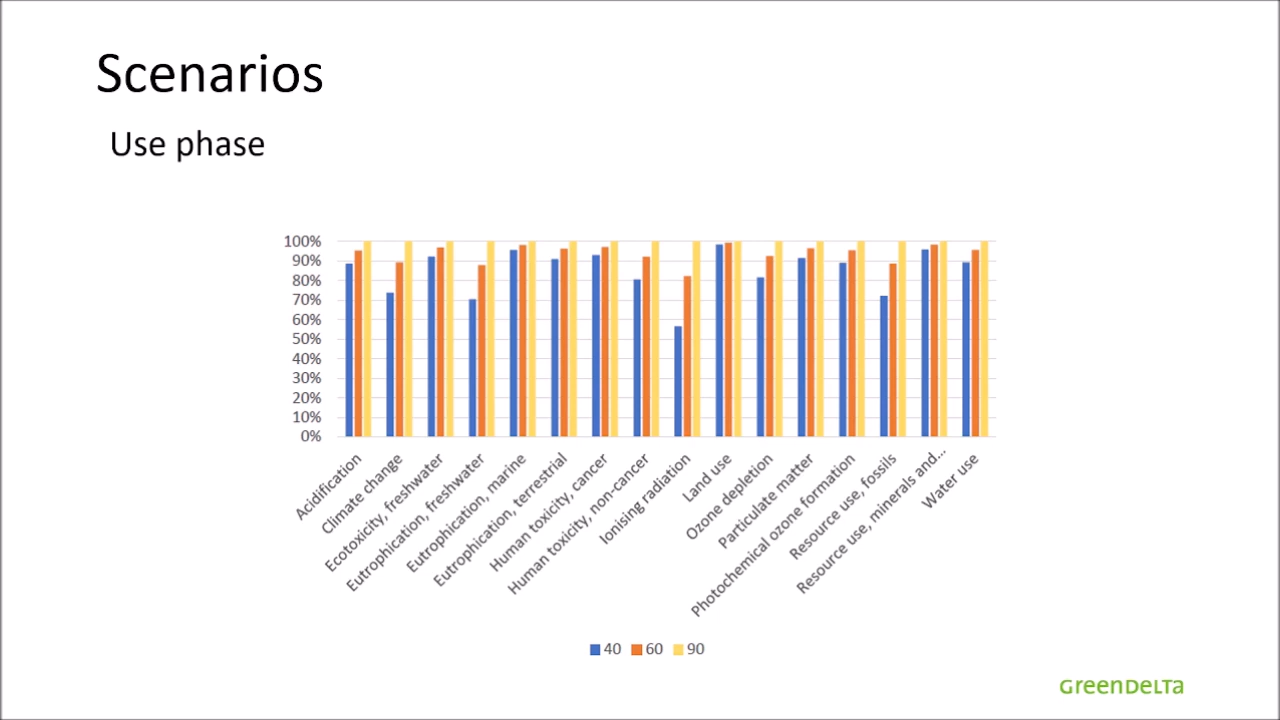 Scenarios
Use phase
100%
90%
80%
70%
60%
50%
40%
30%
20%
10%
0%
Acidification
Climate change
Ecotoxicity, freshwater
Eutrophication, freshwater
Eutrophication, marine
Eutrophication, terrestrial
Human toxicity, cancer
Human toxicity, non-cancer
Ionising radiation
Land use
Ozone depletion
Particulate matter
Photochemical ozone formation
Resource use, fossils
Resource use, minerals and...
Water use
40 60 90
GreenDelta